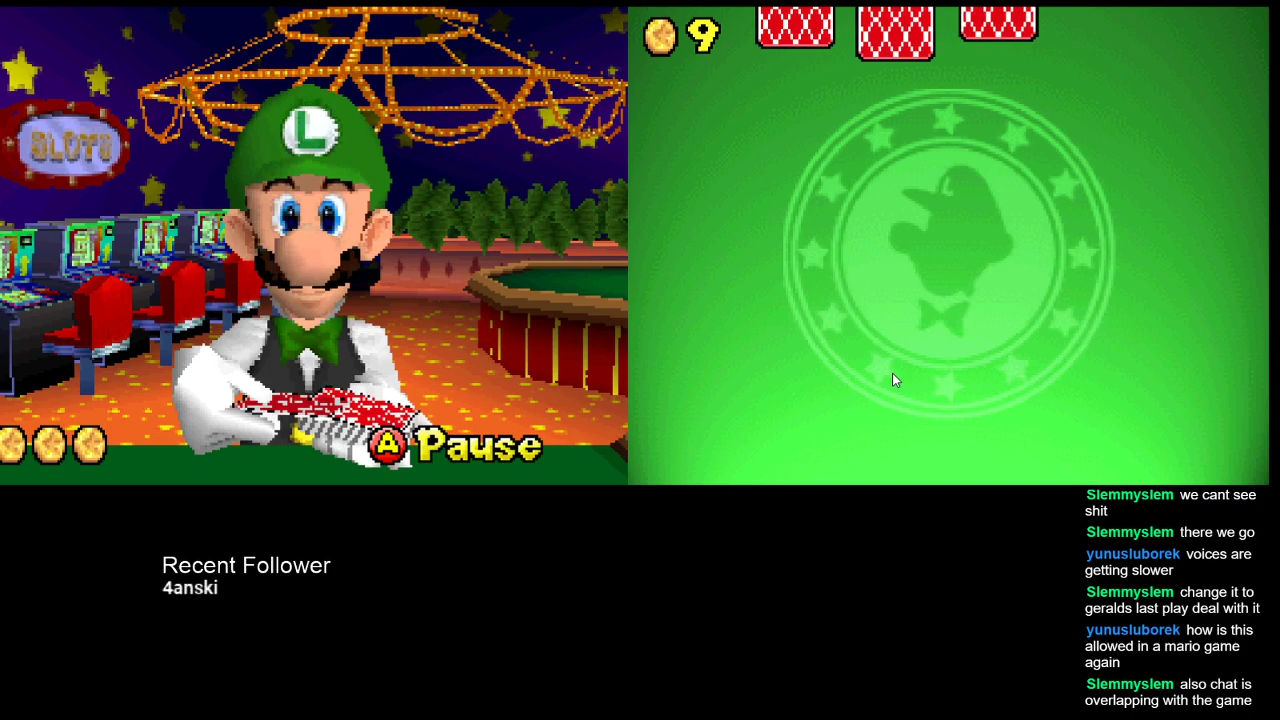 SLOTS
L
9
A Pause
Recent Follower
4anski
Slemmyslem we cant see
shit
Slemmyslem there we go
yunusluborek voices are
getting slower
Slemmyslem change it to
geralds last play deal with it
yunusluborek how is this
allowed in a mario game
again
Slemmyslem also chat is
overlapping with the game